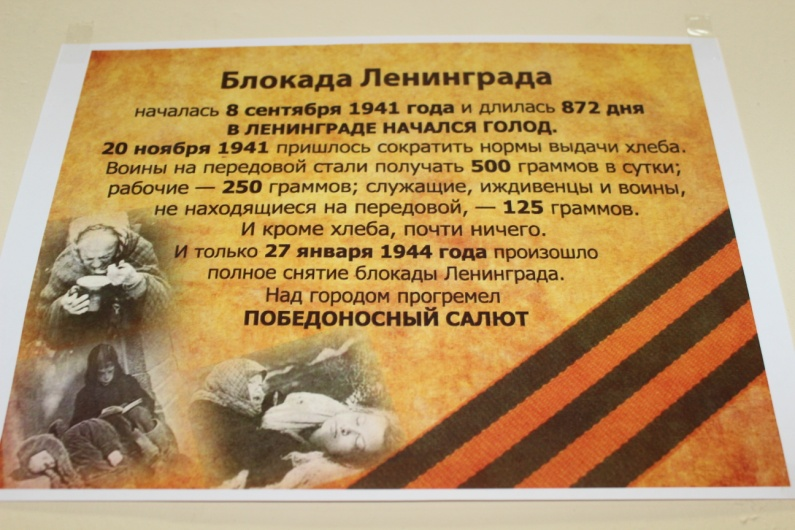 Блокада Ленинграда
началась 8 сентября 1941 года и длилась 872 дня
В ЛЕНИНГРАДЕ НАЧАЛСЯ ГОЛОД.
20 ноября 1941 пришлось сократить нормы выдачи хлеба.
Воины на передовой стали получать 500 граммов в сутки;
рабочие — 250 граммов; служащие, иждивенцы и воины,
не находящиеся на передовой, — 125 граммов.
И кроме хлеба, почти ничего.
И только 27 января 1944 года произошло
полное снятие блокады Ленинграда.
Над городом прогремел
ПОБЕДОНОСНЫЙ САЛЮТ